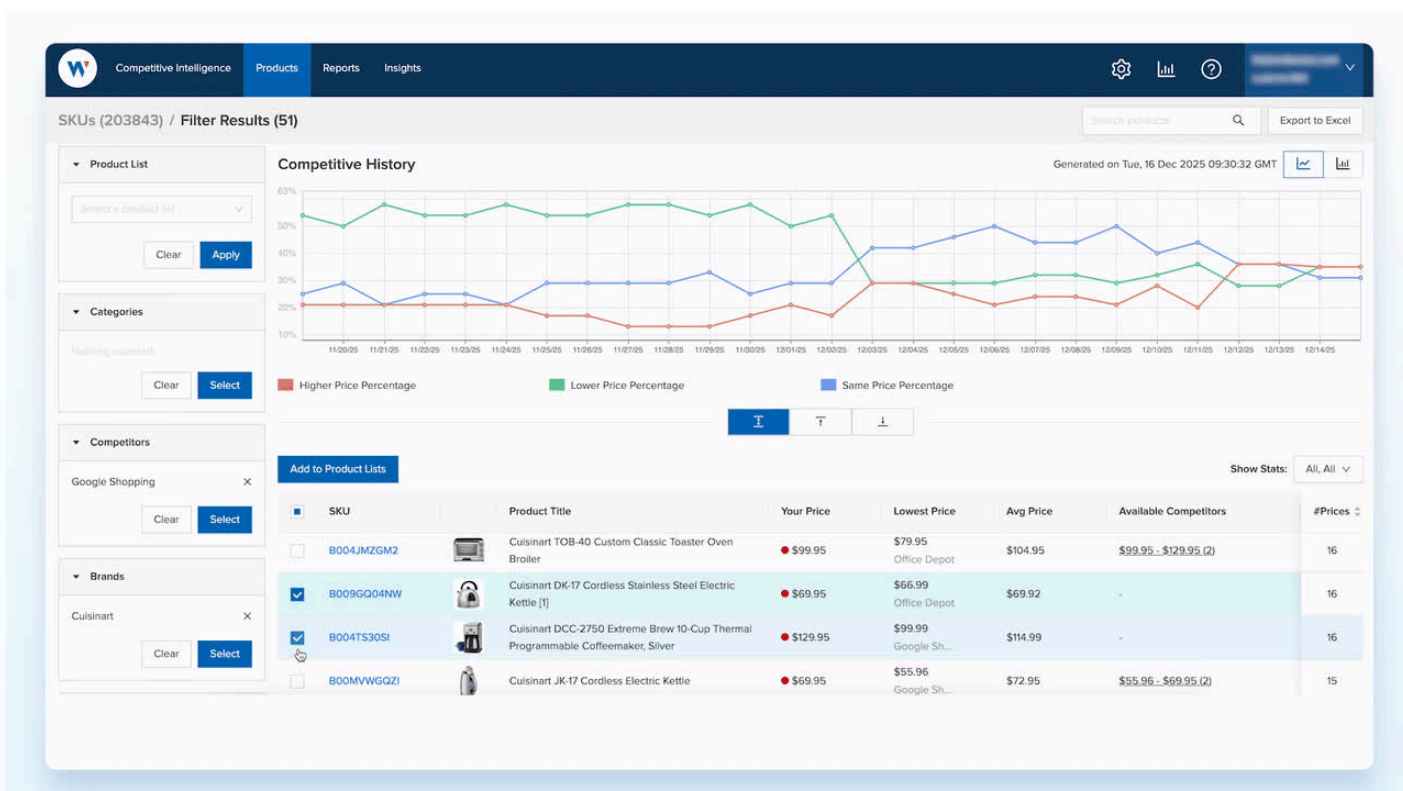 W
Competitive Intelligence
Products
Reports
Insights
SKUs (203843) / Filter Results (51)
Search products
Export to Excel
Product List
Select a product list
Clear
Apply
Categories
Nothing selected
Clear
Select
Competitors
Google Shopping
Clear
Select
Brands
Cuisinart
Clear
Select
Competitive History
Generated on Tue, 16 Dec 2025 09:30:32 GMT
63%
50%
40%
30%
20%
10%
11/20/25 11/21/25 11/22/25 11/23/25 11/24/25 11/25/25 11/26/25 11/27/25 11/28/25 11/29/25 11/30/25 12/01/25 12/02/25 12/03/25 12/04/25 12/05/25 12/06/25 12/07/25 12/08/25 12/09/25 12/10/25 12/11/25 12/12/25 12/13/25 12/14/25
Higher Price Percentage
Lower Price Percentage
Same Price Percentage
Add to Product Lists
Show Stats: All, All
SKU Product Title Your Price Lowest Price Avg Price Available Competitors #Prices
B004JMZGM2
Cuisinart TOB-40 Custom Classic Toaster Oven
Broiler
$99.95
$79.95
Office Depot
$104.95
$99.95 - $129.95 (2)
16
B009GQ04NW
Cuisinart DK-17 Cordless Stainless Steel Electric
Kettle [1]
$69.95
$66.99
Office Depot
$69.92
-
16
B004TS30SI
Cuisinart DCC-2750 Extreme Brew 10-Cup Thermal
Programmable Coffeemaker, Silver
$129.95
$99.99
Google Sh...
$114.99
-
16
B00MVWGQZI
Cuisinart JK-17 Cordless Electric Kettle
$69.95
$55.96
Google Sh...
$72.95
$55.96 - $69.95 (2)
15